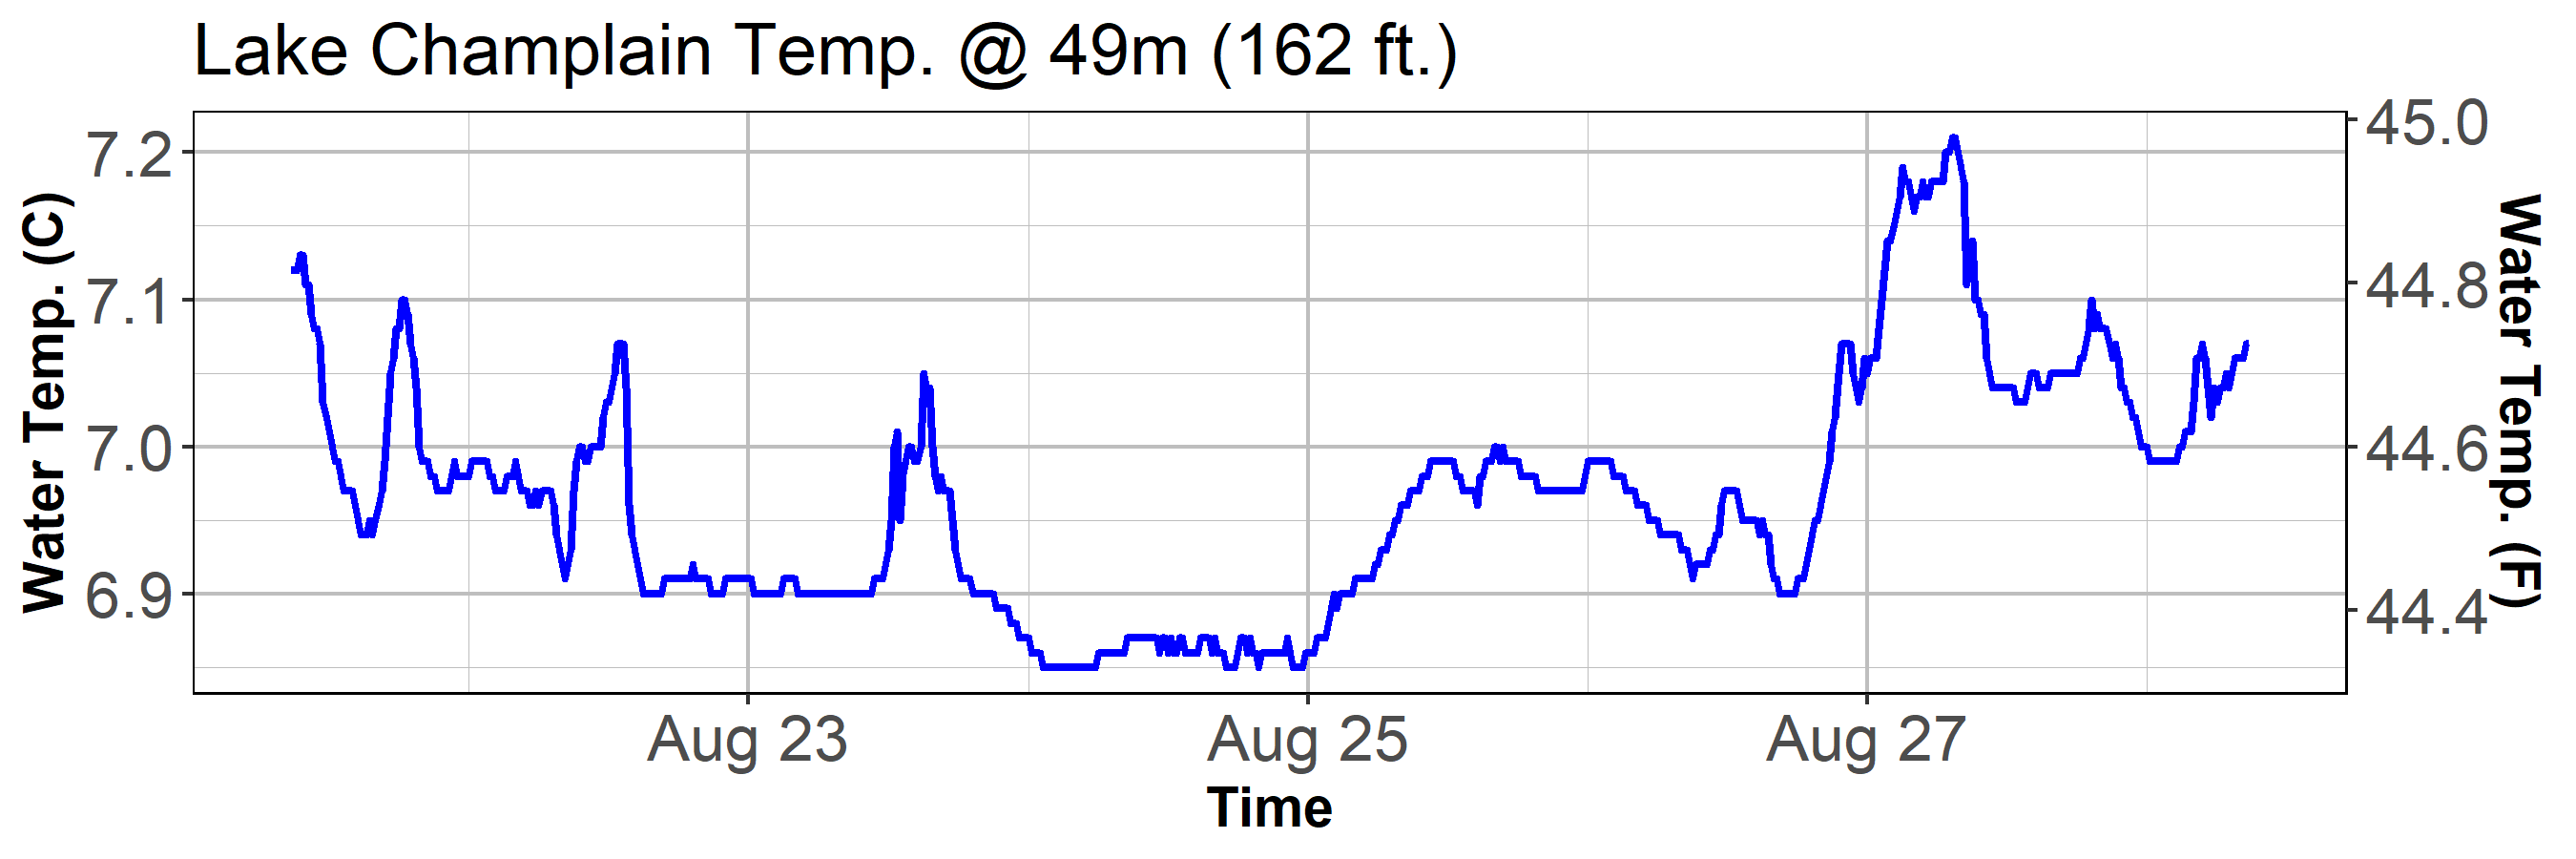 Lake Champlain Temp. @ 49m (162 ft.)
Water Temp. (C)
7.2
7.1
7.0
6.9
45.0
44.8
44.6
44.4
Water Temp. (F)
Aug 23
Aug 25
Aug 27
Time